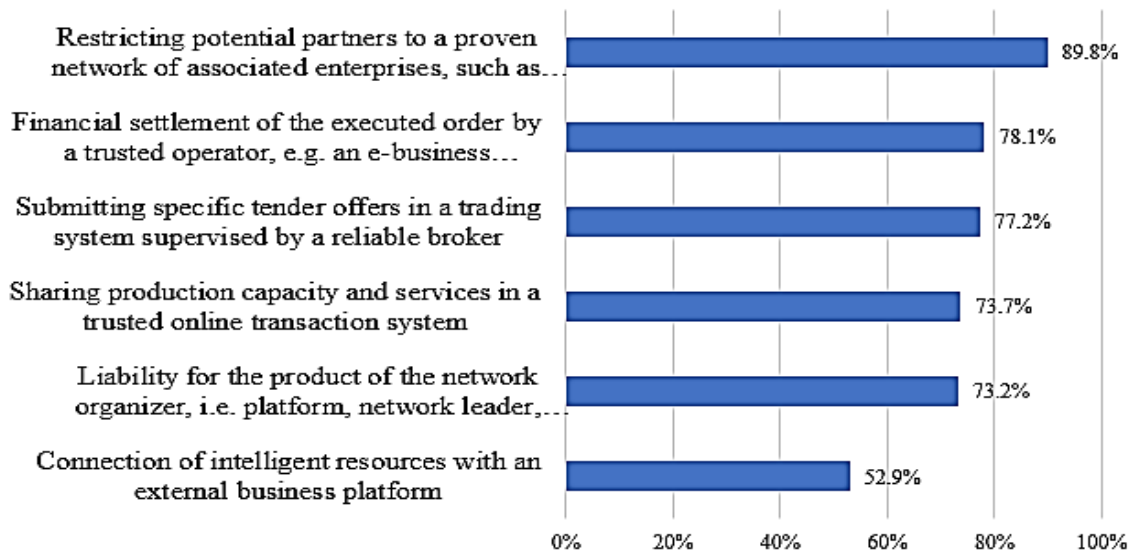 Restricting potential partners to a proven
network of associated enterprises, such as…
89.8%
Financial settlement of the executed order by
a trusted operator, e.g. an e-business…
78.1%
Submitting specific tender offers in a trading
system supervised by a reliable broker
77.2%
Sharing production capacity and services in a
trusted online transaction system
73.7%
Liability for the product of the network
organizer, i.e. platform, network leader,…
73.2%
Connection of intelligent resources with an
external business platform
52.9%
0% 20% 40% 60% 80% 100%